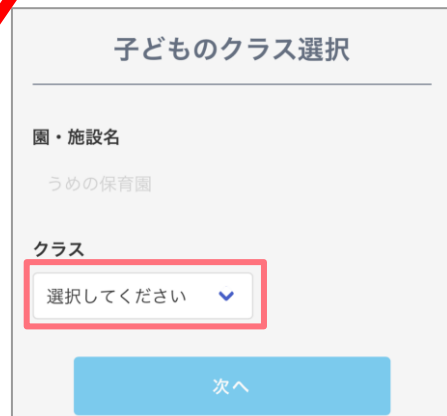 子どものクラス選択
園・施設名
うめの保育園
クラス
選択してください
次へ